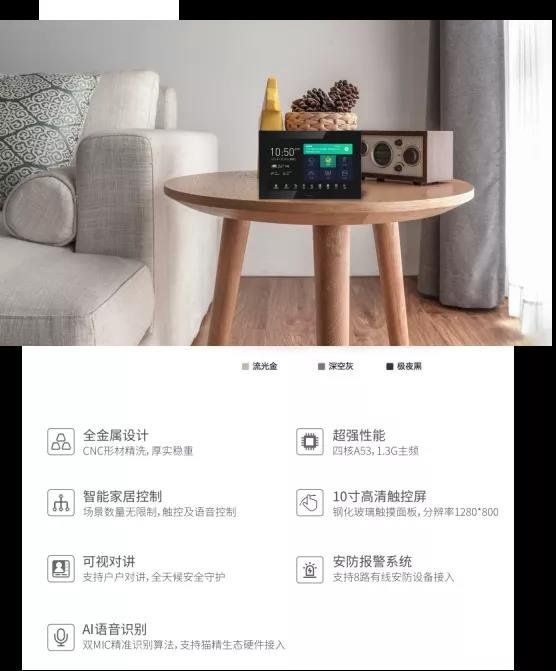 10:50
流光金
深空灰
极夜黑
全金属设计
CNC形材精洗，厚实稳重
超强性能
四核A53，1.3G主频
智能家居控制
场景数量无限制，触控及语音控制
10寸高清触控屏
钢化玻璃触摸面板，分辨率1280*800
可视对讲
支持户户对讲，全天候安全守护
安防报警系统
支持8路有线安防设备接入
AI语音识别
双MIC精准识别算法，支持猫精生态硬件接入